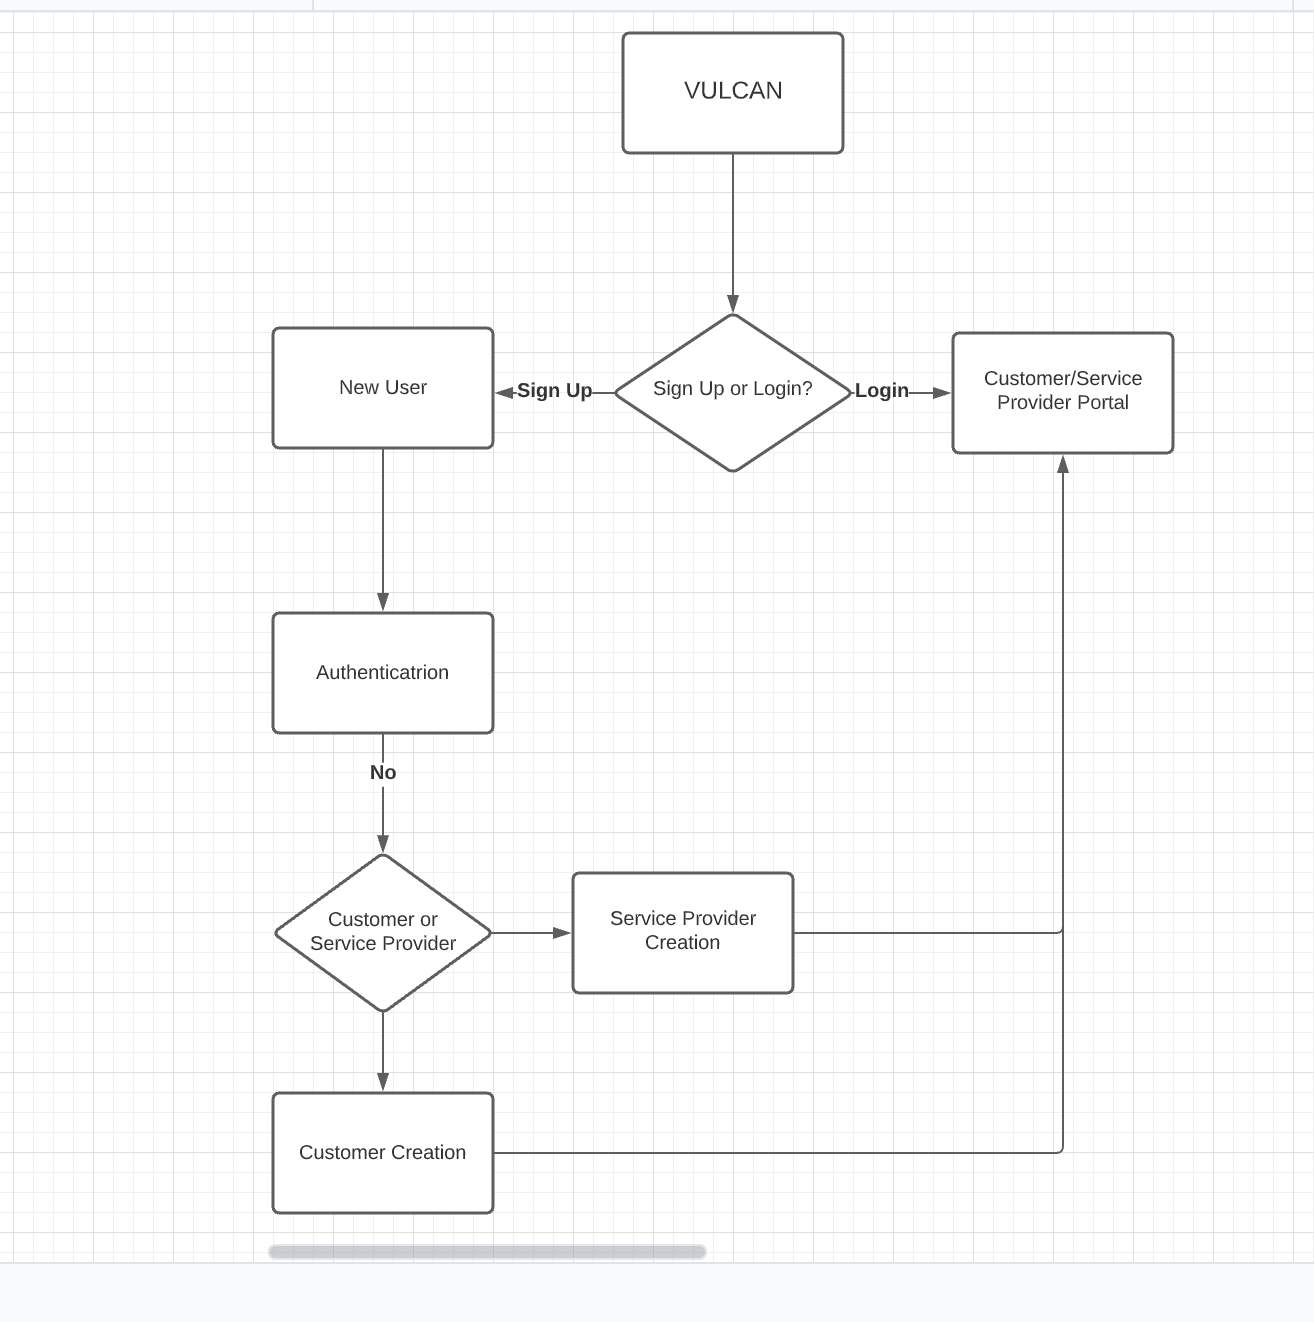 VULCAN
New User
Sign Up
Sign Up or Login?
Login
Customer/Service
Provider Portal
Authenticatrion
No
Customer or
Service Provider
Service Provider
Creation
Customer Creation